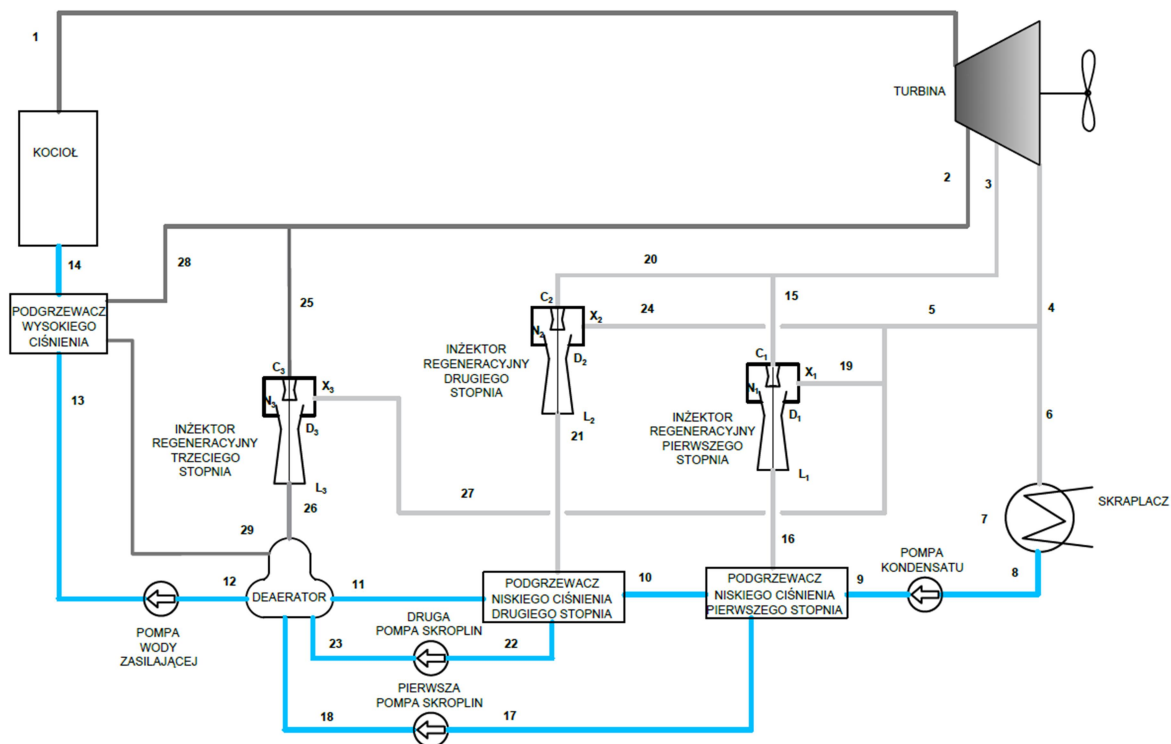 1
TURBINA
KOCIOŁ
2
3
14
28
20
25
15
24
5
4
C₂
X₂
N₂
D₂
L₂
PODGRZEWACZ
WYSOKIEGO
CIŚNIENIA
INŻEKTOR
REGENERACYJNY
DRUGIEGO
STOPNIA
C₁
X₁
N₁
D₁
L₁
19
13
C₃
X₃
N₃
D₃
L₃
6
INŻEKTOR
REGENERACYJNY
TRZECIEGO
STOPNIA
21
INŻEKTOR
REGENERACYJNY
PIERWSZEGO
STOPNIA
27
26
29
16
7
SKRAPLACZ
POMPA
KONDENSATU
12
DEAERATOR
11
PODGRZEWACZ
NISKIEGO CIŚNIENIA
DRUGIEGO STOPNIA
10
PODGRZEWACZ
NISKIEGO CIŚNIENIA
PIERWSZEGO STOPNIA
9
8
POMPA
WODY
ZASILAJĄCEJ
DRUGA
POMPA SKROPLIN
23
22
PIERWSZA
POMPA SKROPLIN
18
17